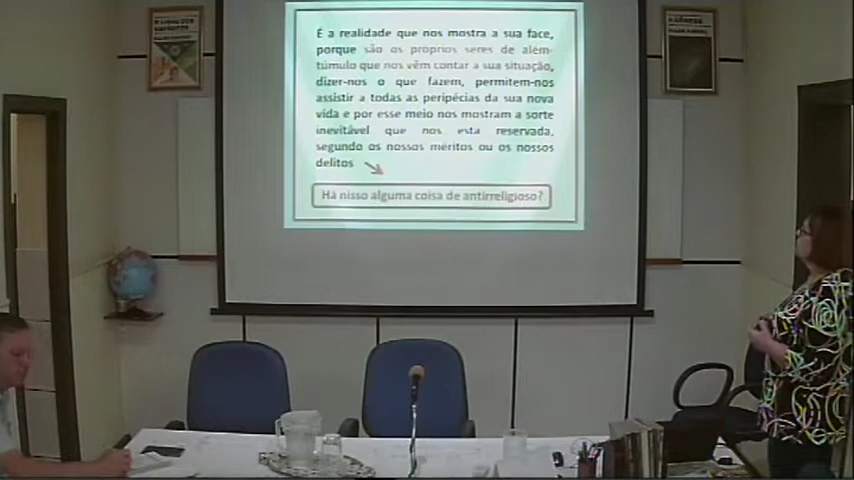 É a realidade que nos mostra a sua face,
porque são os próprios seres de além-
túmulo que nos vêm contar a sua situação,
dizer-nos o que fazem, permitem-nos
assistir a todas as peripécias da sua nova
vida e por esse meio nos mostram a sorte
inevitável que nos esta reservada,
segundo os nossos méritos ou os nossos
delitos
Há nisso alguma coisa de antirreligioso?